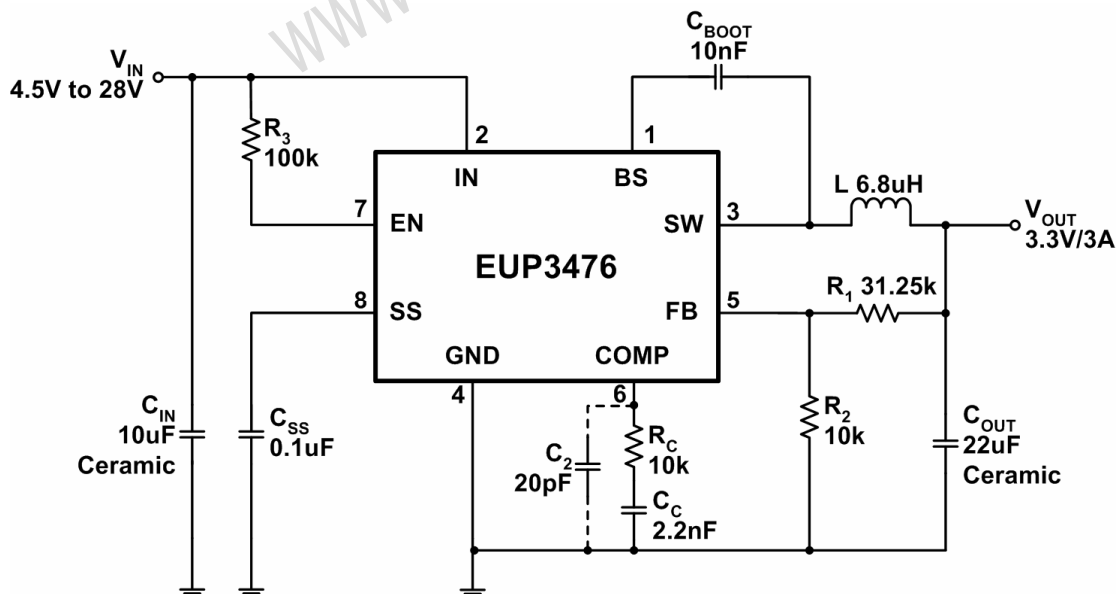 WWW
C_BOOT
10nF
V_IN
4.5V to 28V
R_3
100k
2
1
IN
BS
L 6.8uH
7
EN
SW
3
V_OUT
3.3V/3A
EUP3476
8
SS
FB
5
R_1 31.25k
GND
COMP
4
6
C_IN
10uF
Ceramic
C_SS
0.1uF
C_2
20pF
R_C
10k
C_C
2.2nF
R_2
10k
C_OUT
22uF
Ceramic